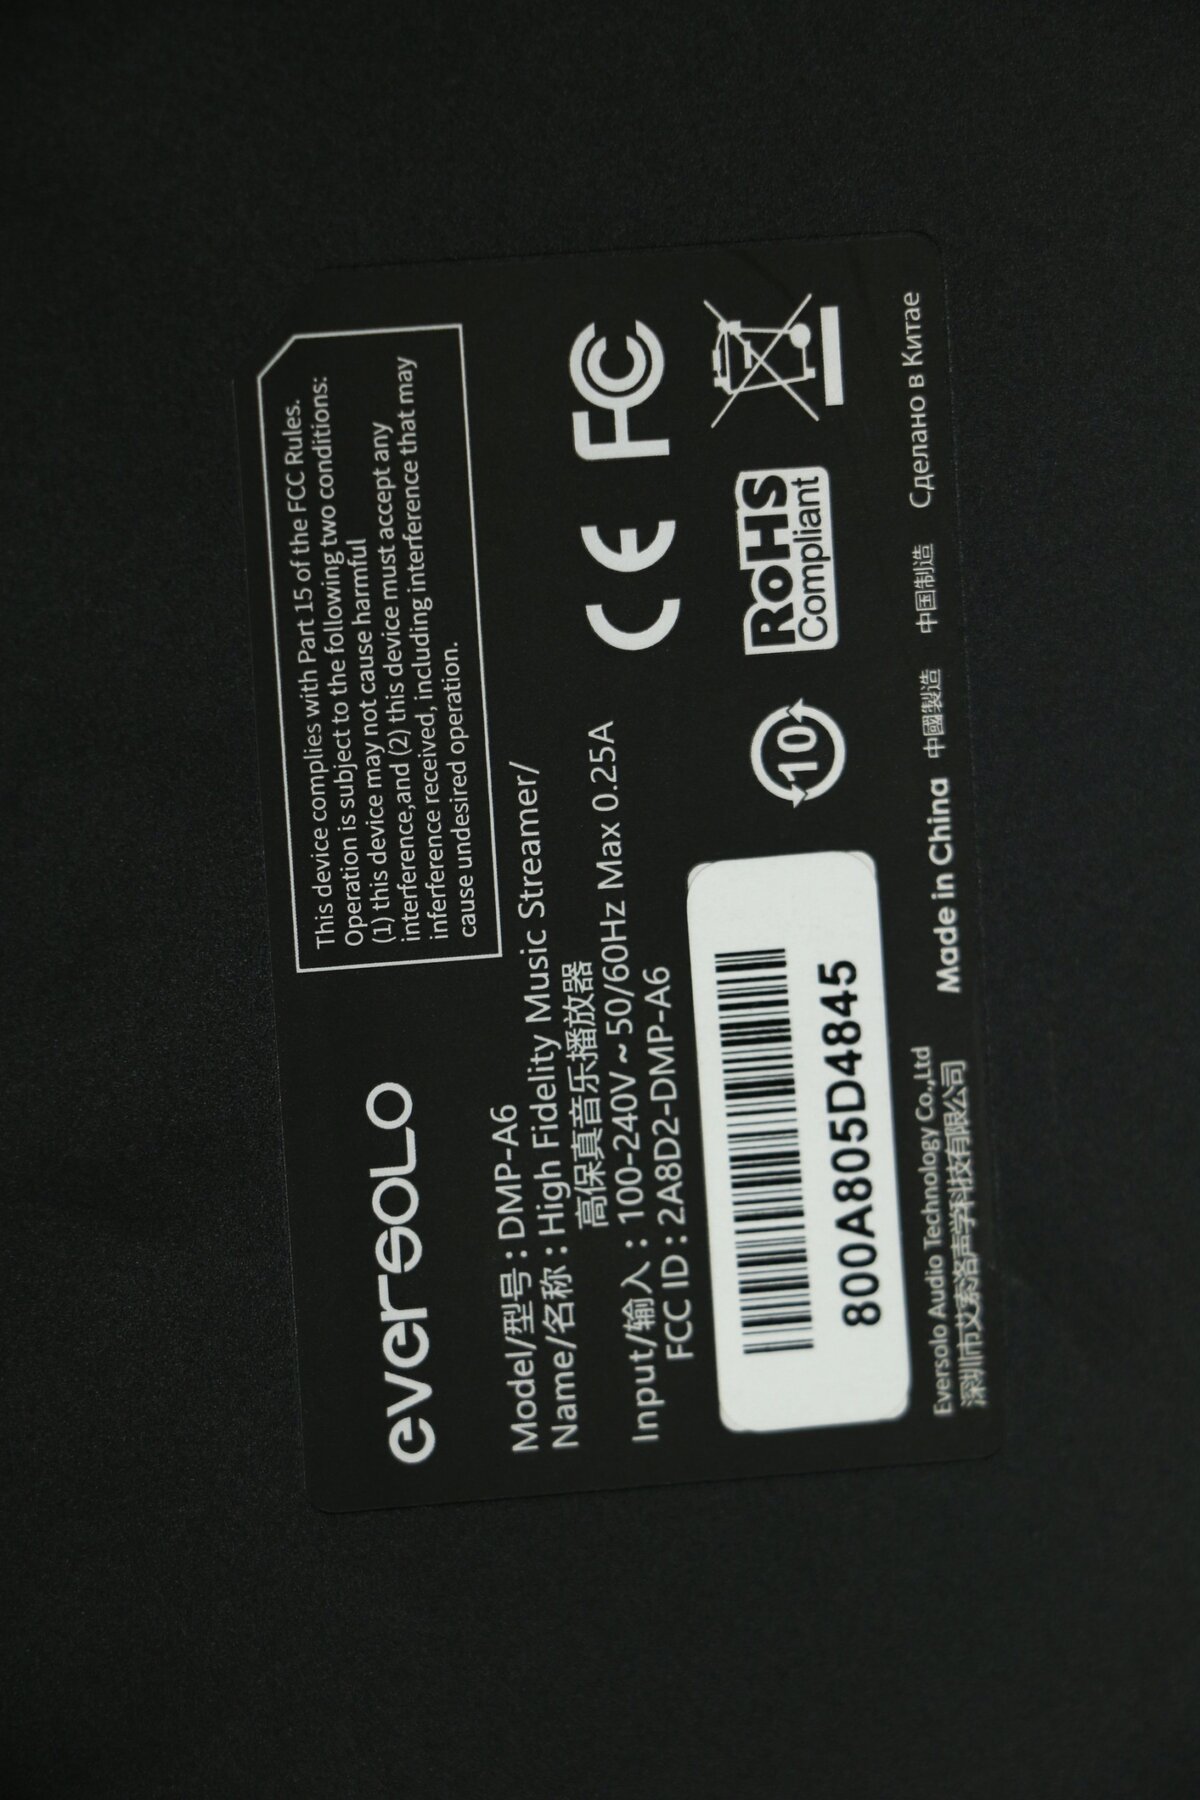 eversolo
This device complies with Part 15 of the FCC Rules.
Operation is subject to the following two conditions:
(1) this device may not cause harmful
interference,and (2) this device must accept any
inferference received, including interference that may
cause undesired operation.
Model/型号：DMP-A6
Name/名称：High Fidelity Music Streamer/
高保真音乐播放器
Input/输入：100-240V～50/60Hz Max 0.25A
FCC ID：2A8D2-DMP-A6
CE FC
800A805D4845
10
RoHS
Compliant
Eversolo Audio Technology Co.,Ltd
深圳市艾索洛声学科技有限公司
Made in China 中國製造 中国制造 Сделано в Китае